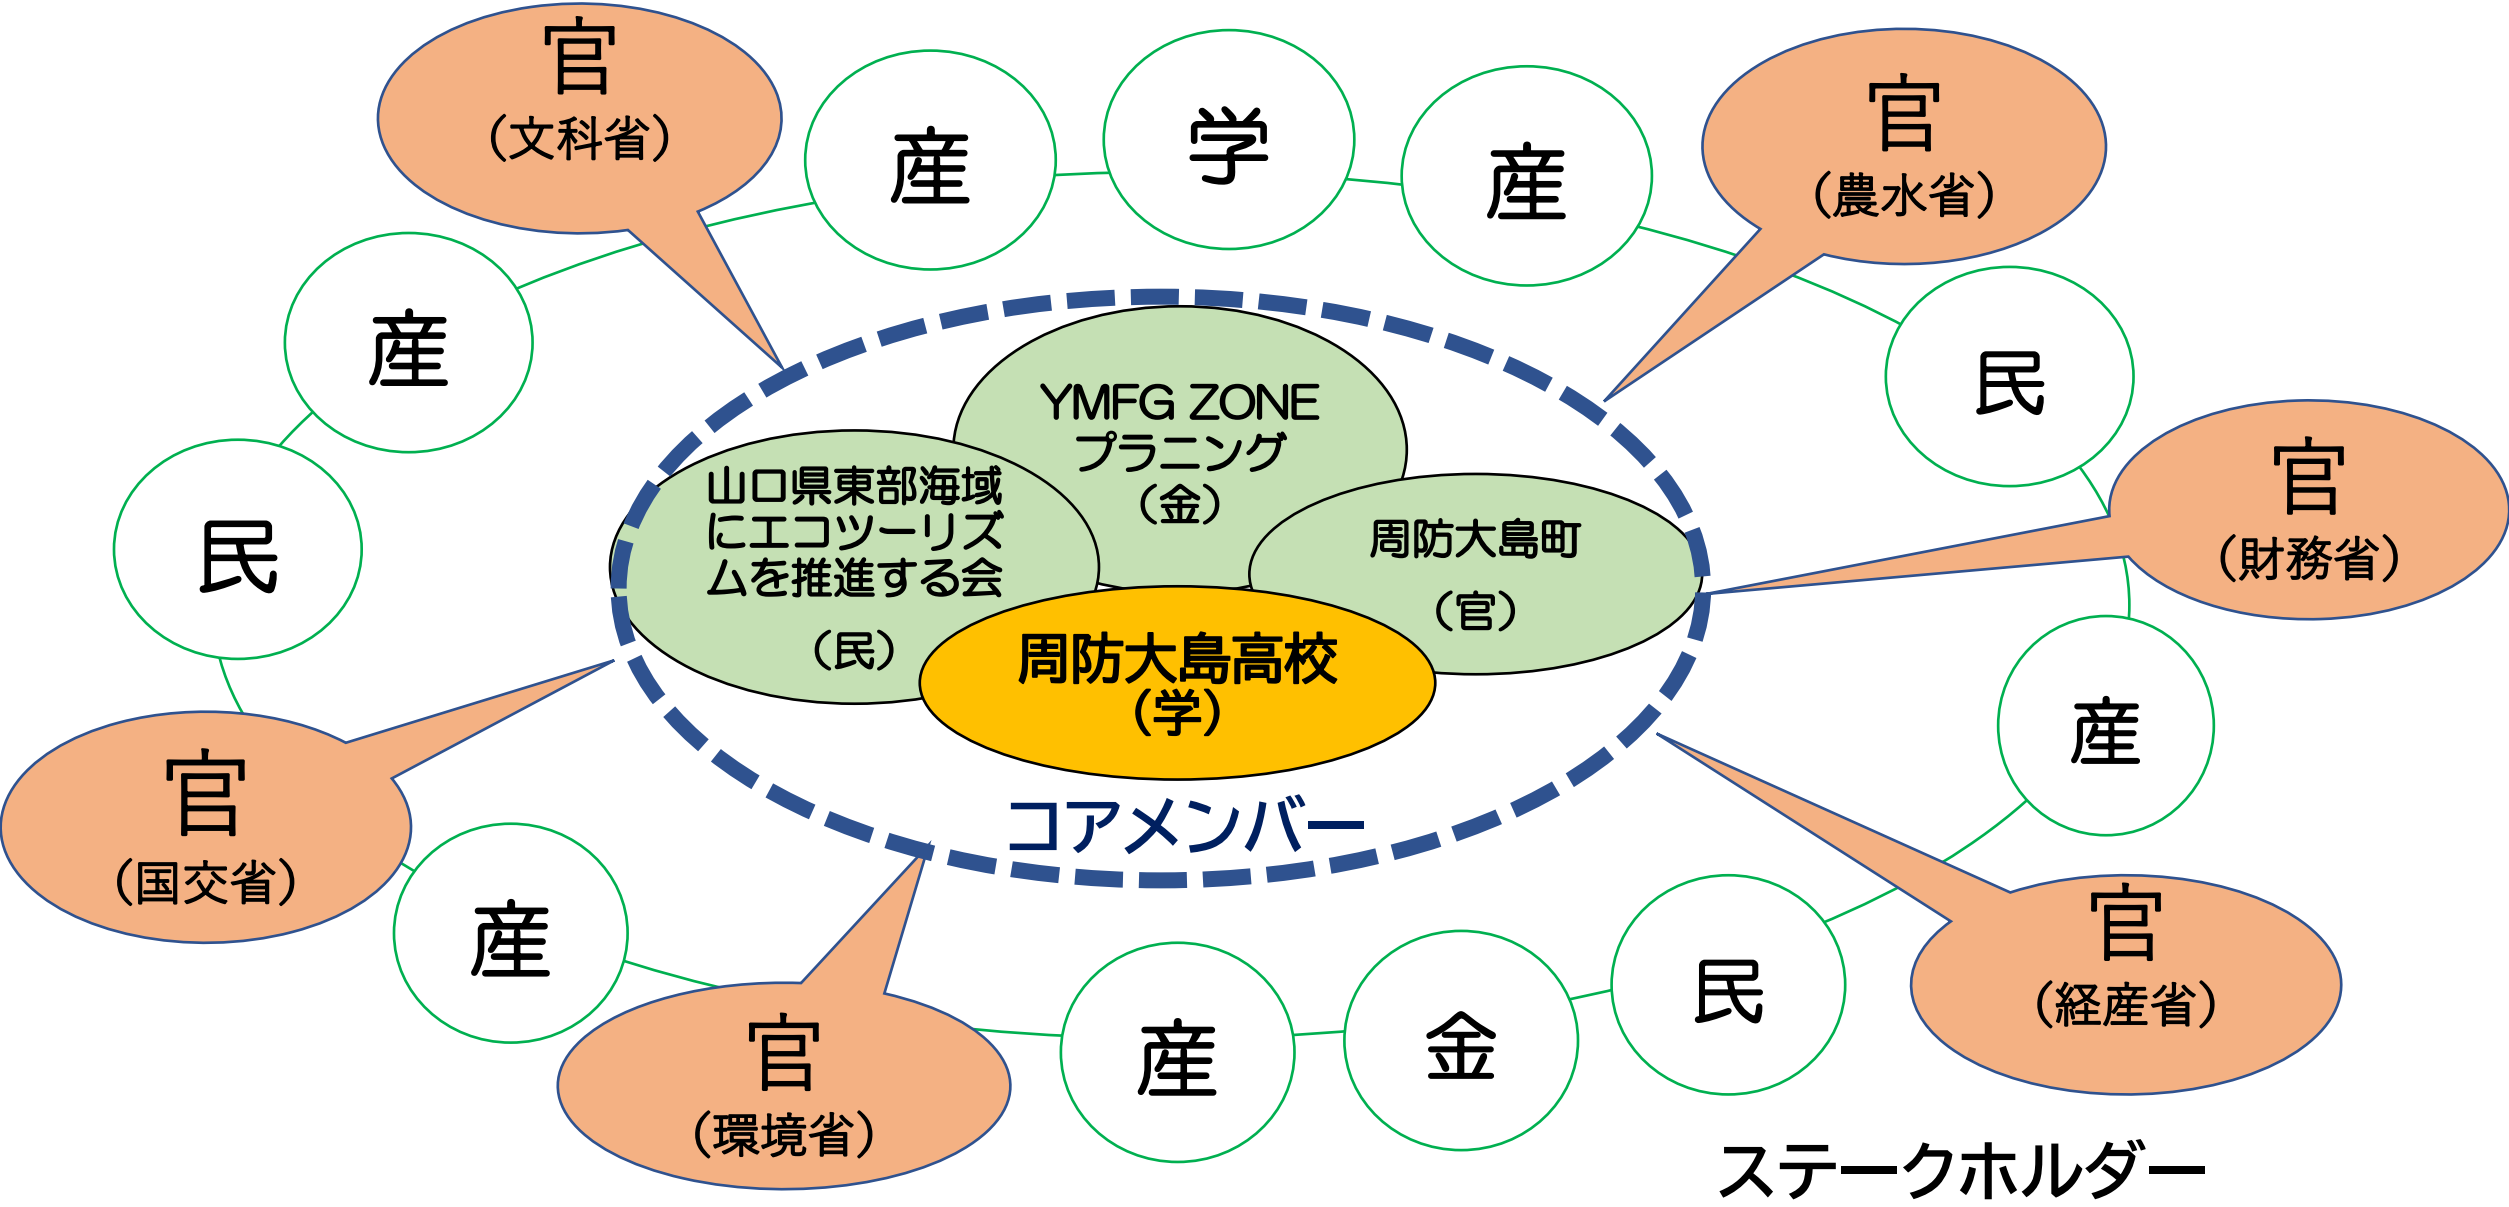 官
（文科省）
産
学
産
官
（農水省）
産
民
YMFG ZONE
プラニング
（金）
山口県東部海域
にエコツーリズ
ム名推進する会
（民）
周防大島町
（官）
官
（財務省）
民
周防大島高校
（学）
産
官
（国交省）
コアメンバー
産
官
（経産省）
民
官
（環境省）
産
金
ステークホルダー